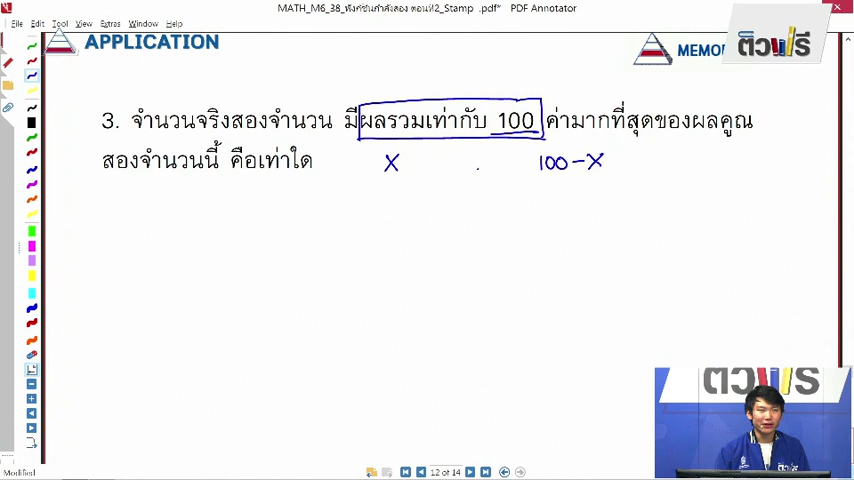 MATH_M6_38_ฟังก์ชันกำลังสอง ตอนที่2_Stamp .pdf* PDF Annotator
File Edit Tool View Bookmarks Annotations Extras Window Help
APPLICATION
MEMOR
ติวฟรี
3. จำนวนจริงสองจำนวน มีผลรวมเท่ากับ 100 ค่ามากที่สุดของผลคูณ
สองจำนวนนี้ คือเท่าใด
x 100-x
ติวฟรี
Modified
12 of 14